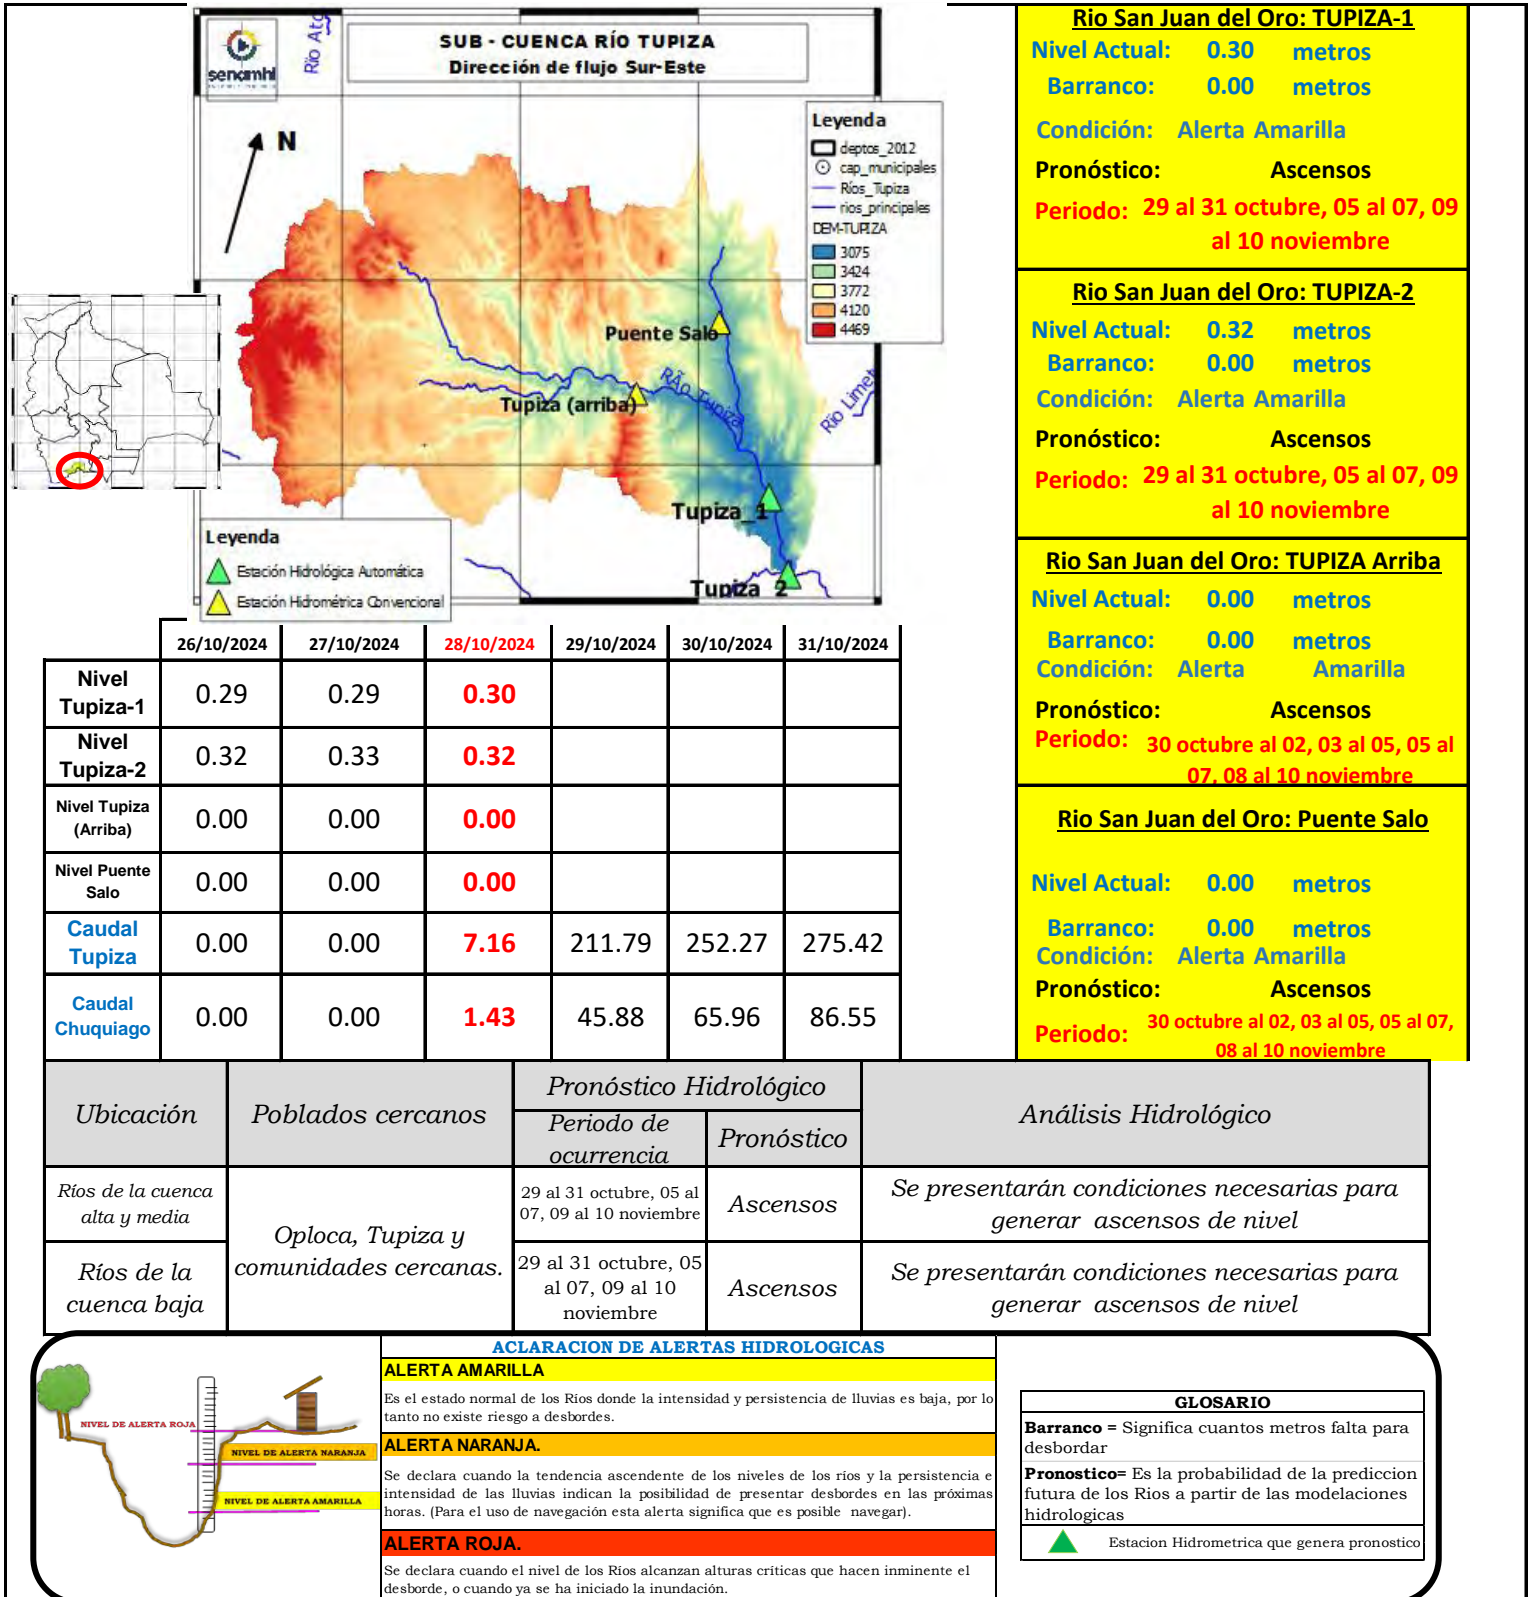 senamhi
Río Ato
SUB - CUENCA RÍO TUPIZA
Dirección de flujo Sur-Este
N
Leyenda
deptos_2012
cap_municipales
Ríos_Tupiza
rios_principales
DEM-TUPIZA
3075
3424
3772
4120
4469
Puente Salo
Tupiza (arriba)
RÃo Tupiza
Río Limet
Tupiza_1
Tupiza_2
Leyenda
Estación Hidrológica Automática
Estación Hidrométrica Convencional
Rio San Juan del Oro: TUPIZA-1
Nivel Actual: 0.30 metros
Barranco: 0.00 metros
Condición: Alerta Amarilla
Pronóstico: Ascensos
Periodo: 29 al 31 octubre, 05 al 07, 09
al 10 noviembre
Rio San Juan del Oro: TUPIZA-2
Nivel Actual: 0.32 metros
Barranco: 0.00 metros
Condición: Alerta Amarilla
Pronóstico: Ascensos
Periodo: 29 al 31 octubre, 05 al 07, 09
al 10 noviembre
Rio San Juan del Oro: TUPIZA Arriba
Nivel Actual: 0.00 metros
Barranco: 0.00 metros
Condición: Alerta Amarilla
Pronóstico: Ascensos
Periodo: 30 octubre al 02, 03 al 05, 05 al
07, 08 al 10 noviembre
Rio San Juan del Oro: Puente Salo
Nivel Actual: 0.00 metros
Barranco: 0.00 metros
Condición: Alerta Amarilla
Pronóstico: Ascensos
Periodo: 30 octubre al 02, 03 al 05, 05 al 07,
08 al 10 noviembre
26/10/2024 27/10/2024 28/10/2024 29/10/2024 30/10/2024 31/10/2024
Nivel
Tupiza-1 0.29 0.29 0.30
Nivel
Tupiza-2 0.32 0.33 0.32
Nivel Tupiza
(Arriba) 0.00 0.00 0.00
Nivel Puente
Salo 0.00 0.00 0.00
Caudal
Tupiza 0.00 0.00 7.16 211.79 252.27 275.42
Caudal
Chuquiago 0.00 0.00 1.43 45.88 65.96 86.55
Ubicación
Poblados cercanos
Pronóstico Hidrológico
Periodo de
ocurrencia
Pronóstico
Análisis Hidrológico
Ríos de la cuenca
alta y media
Oploca, Tupiza y
comunidades cercanas.
29 al 31 octubre, 05 al
07, 09 al 10 noviembre
Ascensos
Se presentarán condiciones necesarias para
generar ascensos de nivel
Ríos de la
cuenca baja
29 al 31 octubre, 05
al 07, 09 al 10
noviembre
Ascensos
Se presentarán condiciones necesarias para
generar ascensos de nivel
NIVEL DE ALERTA ROJA
NIVEL DE ALERTA NARANJA
NIVEL DE ALERTA AMARILLA
ACLARACION DE ALERTAS HIDROLOGICAS
ALERTA AMARILLA
Es el estado normal de los Ríos donde la intensidad y persistencia de lluvias es baja, por lo
tanto no existe riesgo a desbordes.
ALERTA NARANJA.
Se declara cuando la tendencia ascendente de los niveles de los ríos y la persistencia e
intensidad de las lluvias indican la posibilidad de presentar desbordes en las próximas
horas. (Para el uso de navegación esta alerta significa que es posible navegar).
ALERTA ROJA.
Se declara cuando el nivel de los Ríos alcanzan alturas críticas que hacen inminente el
desborde, o cuando ya se ha iniciado la inundación.
GLOSARIO
Barranco = Significa cuantos metros falta para
desbordar
Pronostico= Es la probabilidad de la prediccion
futura de los Rios a partir de las modelaciones
hidrologicas
Estacion Hidrometrica que genera pronostico